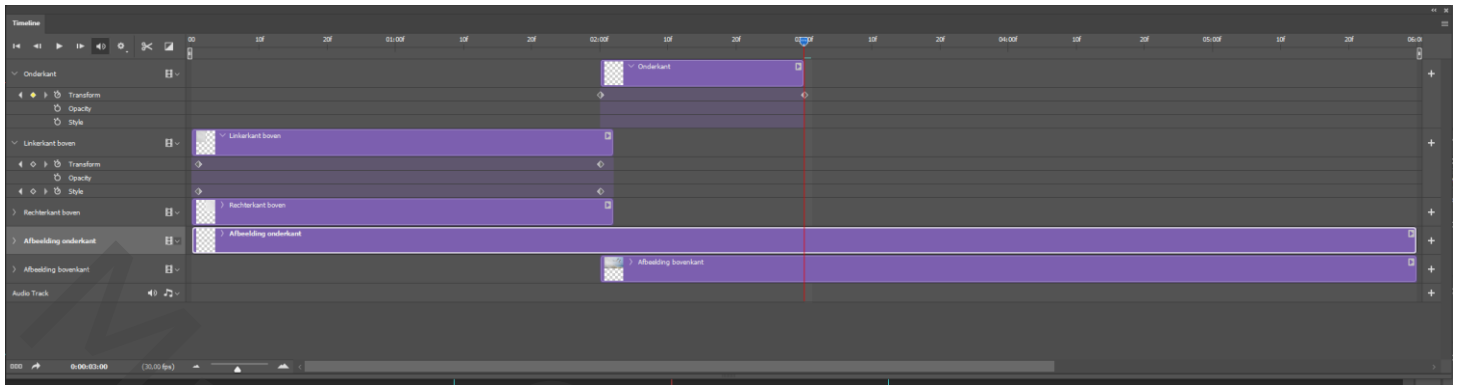 Timeline
00 10f 20f 01:00f 10f 20f 02:00f 10f 20f 10f 20f 04:00f 10f 20f 05:00f 10f 20f 06:0
Onderkant Onderkant
Transform
Opacity
Style
Linkerkant boven Linkerkant boven
Transform
Opacity
Style
Rechterkant boven Rechterkant boven
Afbeelding onderkant Afbeelding onderkant
Afbeelding bovenkant Afbeelding bovenkant
Audio Track
0:00:03:00 (30,00 fps)